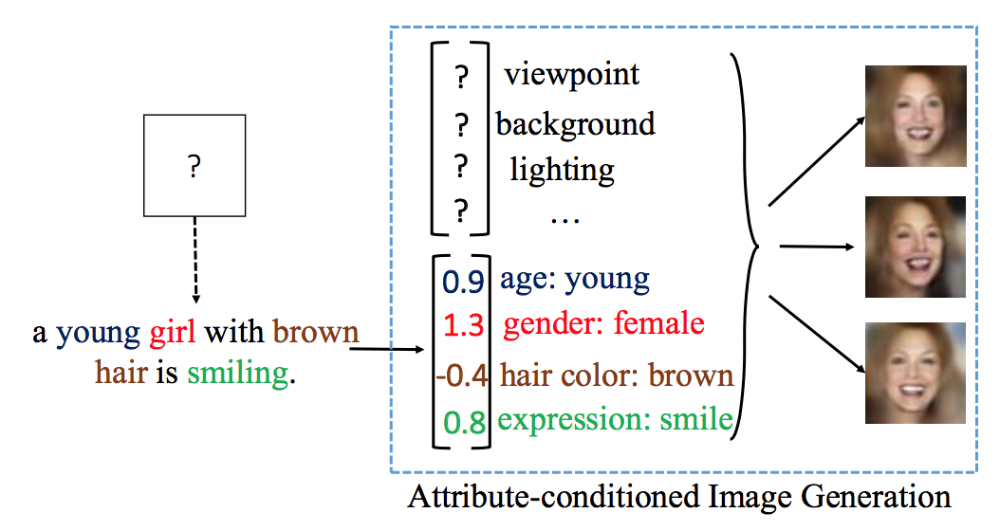 ?
a young girl with brown
hair is smiling.
? viewpoint
? background
? lighting
? ...
0.9 age: young
1.3 gender: female
-0.4 hair color: brown
0.8 expression: smile
Attribute-conditioned Image Generation